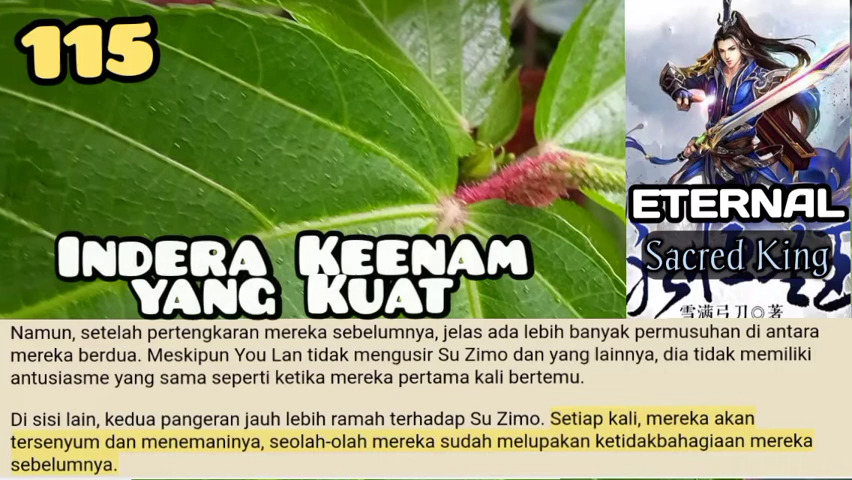 115
INDERA KEENAM
YANG KUAT
ETERNAL
Sacred King
雪满弓刀◎著
Namun, setelah pertengkaran mereka sebelumnya, jelas ada lebih banyak permusuhan di antara
mereka berdua. Meskipun You Lan tidak mengusir Su Zimo dan yang lainnya, dia tidak memiliki
antusiasme yang sama seperti ketika mereka pertama kali bertemu.
Di sisi lain, kedua pangeran jauh lebih ramah terhadap Su Zimo. Setiap kali, mereka akan
tersenyum dan menemaninya, seolah-olah mereka sudah melupakan ketidakbahagiaan mereka
sebelumnya.